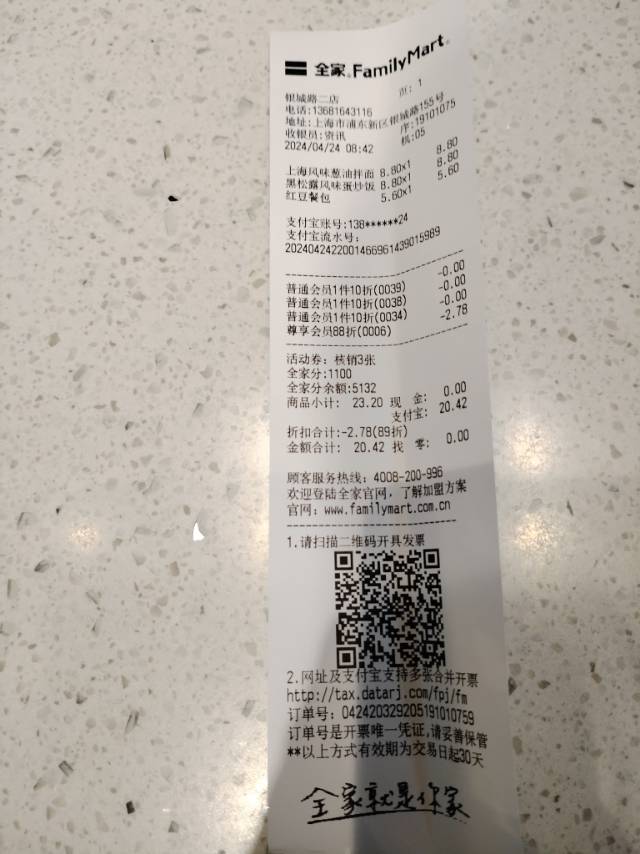 全家 FamilyMart
页: 1
银城路二店
电话:13681643116
地址:上海市浦东新区银城路155号
收银员:资讯 序:19101075
2024/04/24 08:42 机:05
上海风味葱油拌面 8.80x1 8.80
黑松露风味蛋炒饭 8.80x1 8.80
红豆餐包 5.60x1 5.60
支付宝账号:138******24
支付宝流水号:
2024042422001466961439015989
普通会员1件10折(0039) -0.00
普通会员1件10折(0038) -0.00
普通会员1件10折(0034) -0.00
尊享会员88折(0006) -2.78
活动券: 核销3张
全家分:1100
全家分余额:5132
商品小计: 23.20 现 金: 0.00
支付宝: 20.42
折扣合计:-2.78(89折)
金额合计: 20.42 找 零: 0.00
顾客服务热线: 4008-200-996
欢迎登陆全家官网，了解加盟方案
官网: www.familymart.com.cn
1.请扫描二维码开具发票
2.网址及支付宝支持多张合并开票
http://tax.datarj.com/fpj/fm
订单号: 04242032920519101075​9
订单号是开票唯一凭证,请妥善保管
**以上方式有效期为交易日起30天
全家就是你家